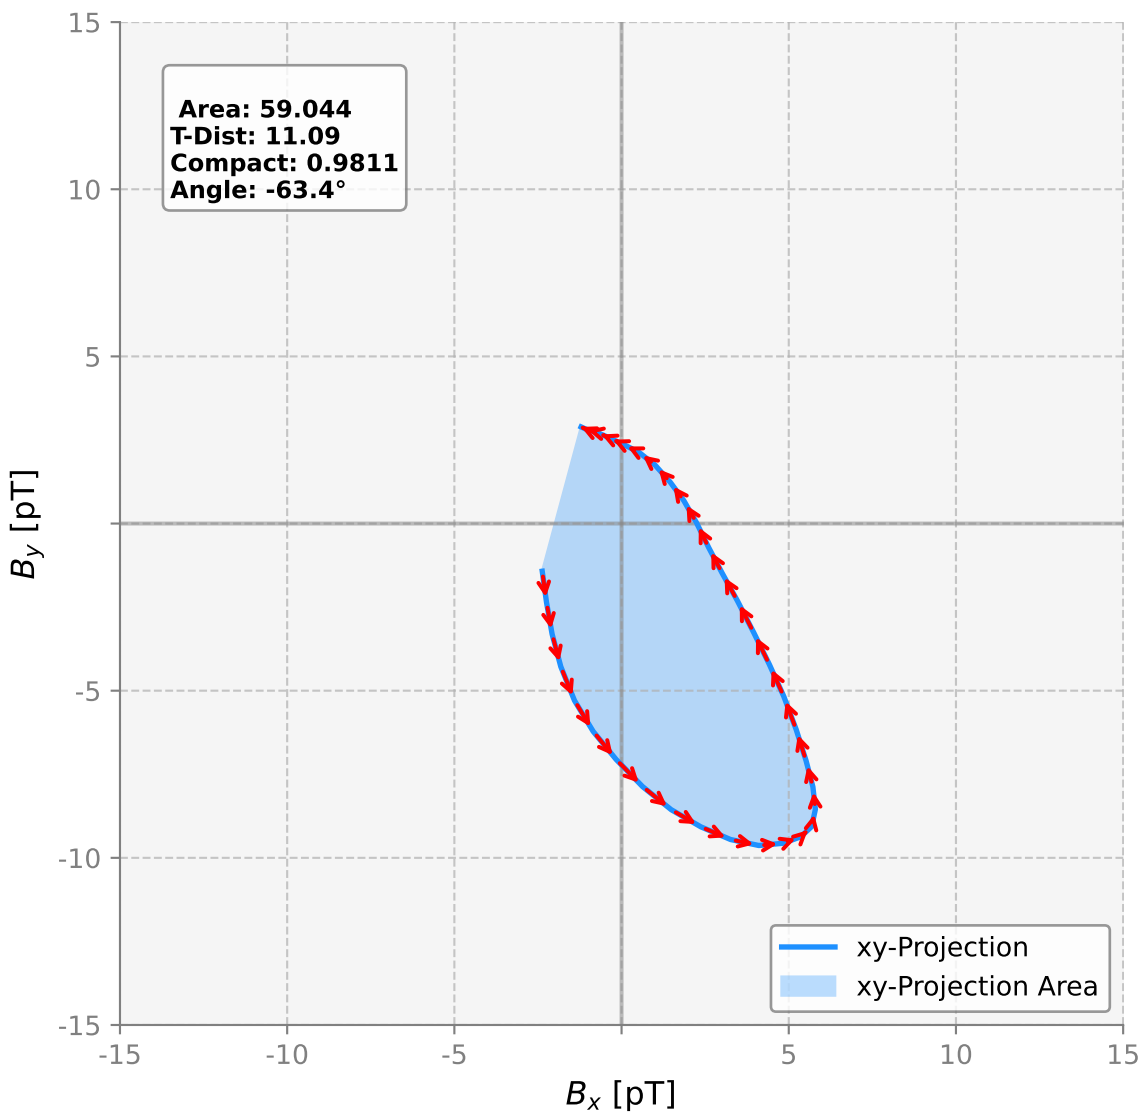 15
10
5
-5
-10
-15
B_y [pT]
Area: 59.044
T-Dist: 11.09
Compact: 0.9811
Angle: -63.4°
xy-Projection
xy-Projection Area
-15 -10 -5 5 10 15
B_x [pT]